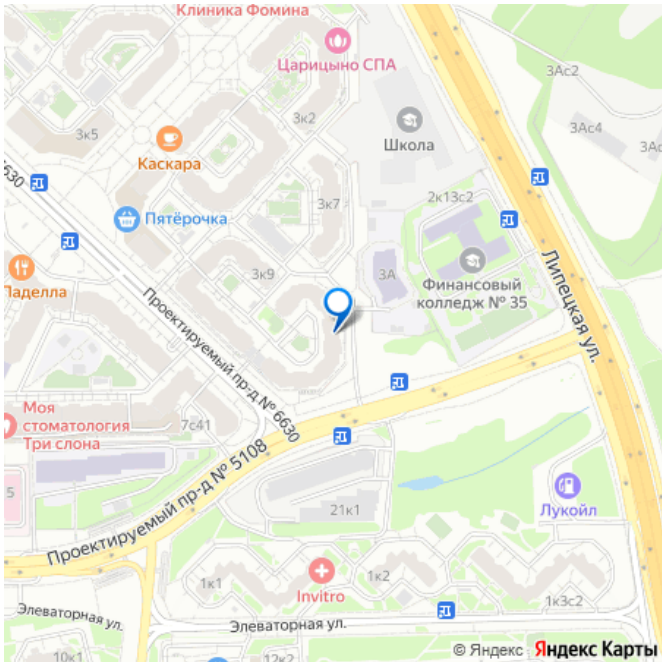 Клиника Фомина
Царицыно СПА
3Ас2
3к5
3к2
Школа
3Ас4
3Ас
Каскара
6630
3к7
2к13с2
Пятёрочка
3к9
3А
Финансовый
колледж № 35
Липецкая ул.
Паделла
Проектируемый пр-д № 6630
Моя
стоматология
Три слона
7с41
5
Проектируемый пр-д № 5108
21к1
Лукойл
1к1
Invitro
1к2
1к3с2
Элеваторная ул.
Элеваторная ул.
10к1
12к2
© Яндекс Яндекс Карты